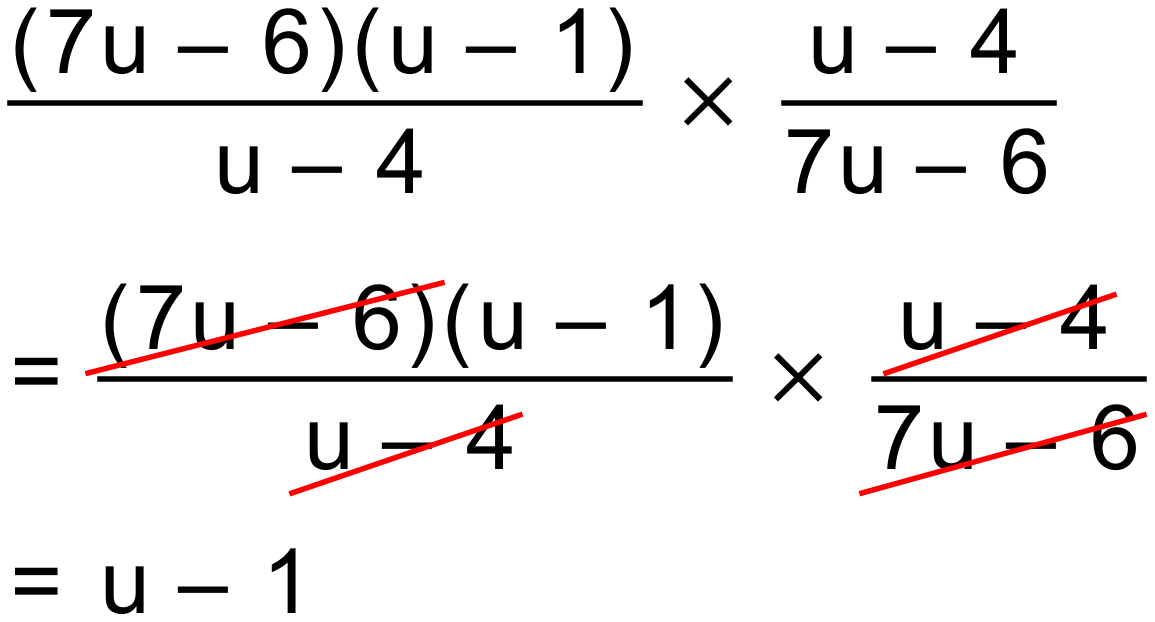 (7u – 6)(u – 1) / u – 4 × u – 4 / 7u – 6
= (7u – 6)(u – 1) / u – 4 × u – 4 / 7u – 6
= u – 1